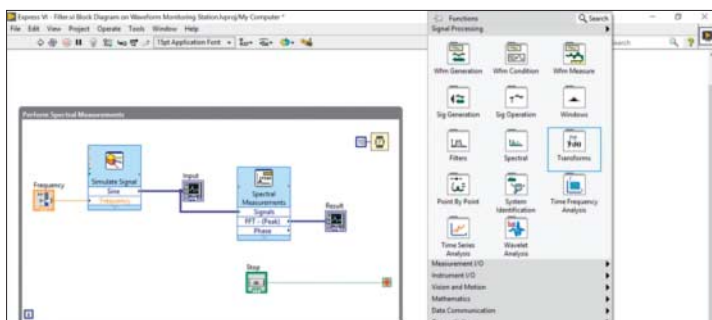 Express VI - Filter.vi Block Diagram on Waveform Monitoring Station.lvproj/My Computer *
File Edit View Project Operate Tools Window Help
15pt Application Font
Search
Functions
Search
Signal Processing
Wfm Generation Wfm Condition Wfm Measure
Sig Generation Sig Operation Windows
Filters Spectral Transforms
Point By Point System Identification Time Frequency Analysis
Time Series Analysis Wavelet Analysis
Measurement I/O
Instrument I/O
Vision and Motion
Mathematics
Data Communication
Perform Spectral Measurements
Frequency
Simulate Signal
Sine
Frequency
Input
Spectral
Measurements
Signals
FFT - (Peak)
Phase
Result
Stop
i